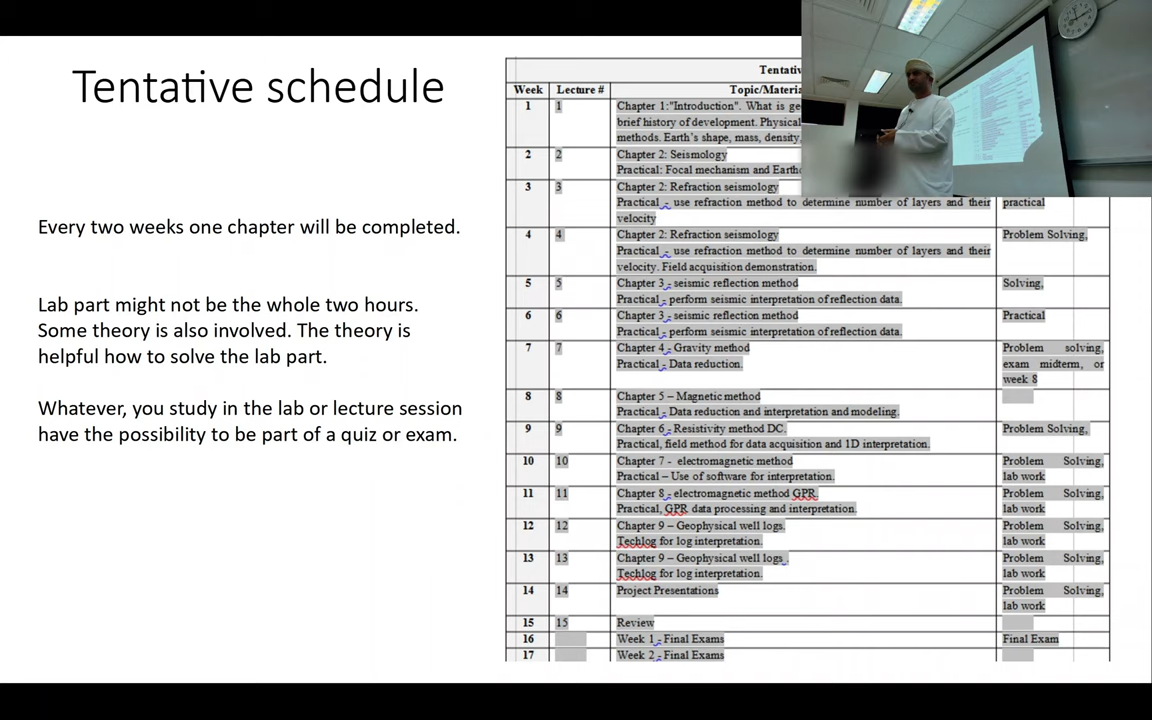 Tentative schedule
Every two weeks one chapter will be completed.
Lab part might not be the whole two hours.
Some theory is also involved. The theory is
helpful how to solve the lab part.
Whatever, you study in the lab or lecture session
have the possibility to be part of a quiz or exam.
Week Lecture #
1 1 Chapter 1:"Introduction". What is
brief history of development. Physical
methods. Earth's shape, mass, density,
2 2 Chapter 2: Seismology
Practical: Focal mechanism and
3 3 Chapter 2: Refraction seismology
Practical - use refraction method to determine number of layers and their practical
velocity
4 4 Chapter 2: Refraction seismology Problem Solving,
Practical - use refraction method to determine number of layers and their
velocity. Field acquisition demonstration.
5 5 Chapter 3 - seismic reflection method Solving,
Practical - perform seismic interpretation of reflection data.
6 6 Chapter 3 - seismic reflection method Practical
Practical - perform seismic interpretation of reflection data.
7 7 Chapter 4 - Gravity method Problem solving,
Practical - Data reduction. exam midterm, or
week 8
8 8 Chapter 5 – Magnetic method
Practical - Data reduction and interpretation and modeling.
9 9 Chapter 6 - Resistivity method DC. Problem Solving,
Practical, field method for data acquisition and 1D interpretation.
10 10 Chapter 7 - electromagnetic method Problem Solving,
Practical – Use of software for interpretation. lab work
11 11 Chapter 8 - electromagnetic method GPR. Problem Solving,
Practical, GPR data processing and interpretation. lab work
12 12 Chapter 9 – Geophysical well logs. Problem Solving,
Techlog for log interpretation. lab work
13 13 Chapter 9 – Geophysical well logs . Problem Solving,
Techlog for log interpretation. lab work
14 14 Project Presentations Problem Solving,
lab work
15 15 Review
16 Week 1 - Final Exams Final Exam
17 Week 2 - Final Exams